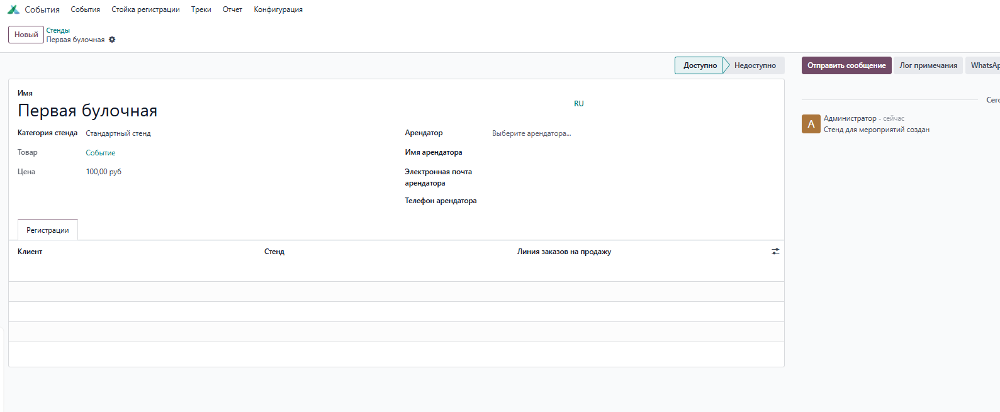 События События Стойка регистрации Треки Отчет Конфигурация
Новый
Стенды
Первая булочная
Доступно Недоступно
Отправить сообщение Лог примечания WhatsAp
Имя
Первая булочная
RU
Категория стенда Стандартный стенд
Товар Событие
Цена 100,00 руб
Арендатор Выберите арендатора...
Имя арендатора
Электронная почта
арендатора
Телефон арендатора
Регистрации
Клиент Стенд Линия заказов на продажу
Сего
А
Администратор - сейчас
Стенд для мероприятий создан